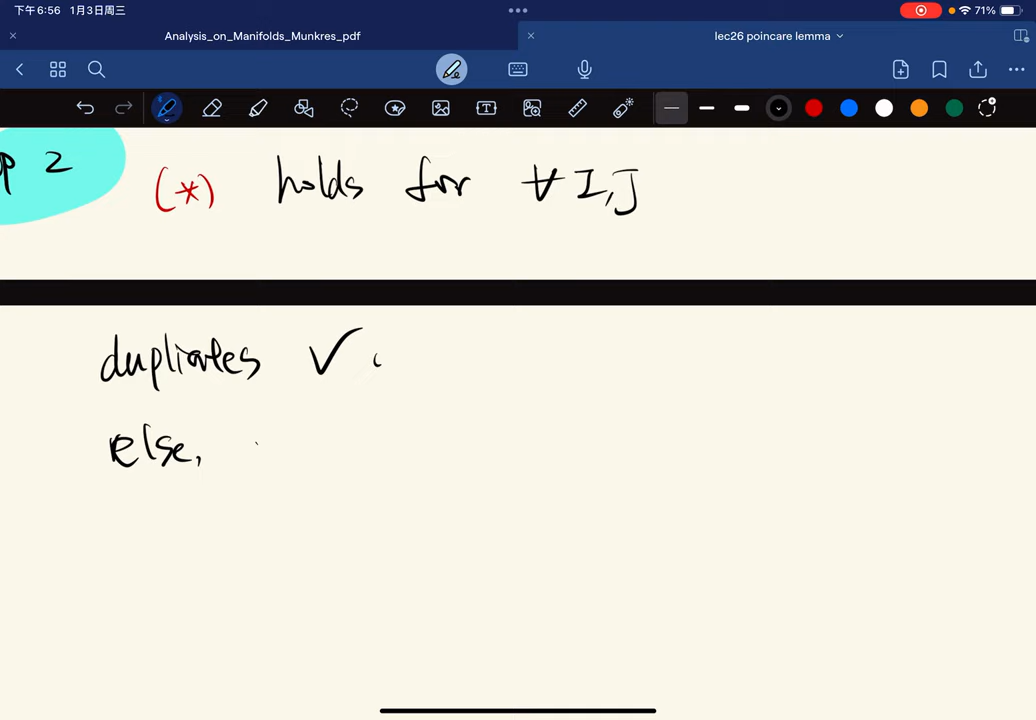 下午6:56 1月3日周三
71%
Analysis_on_Manifolds_Munkres_pdf
lec26 poincare lemma
p 2
(*) holds for ∀ I, J
dupliates ✓
else,